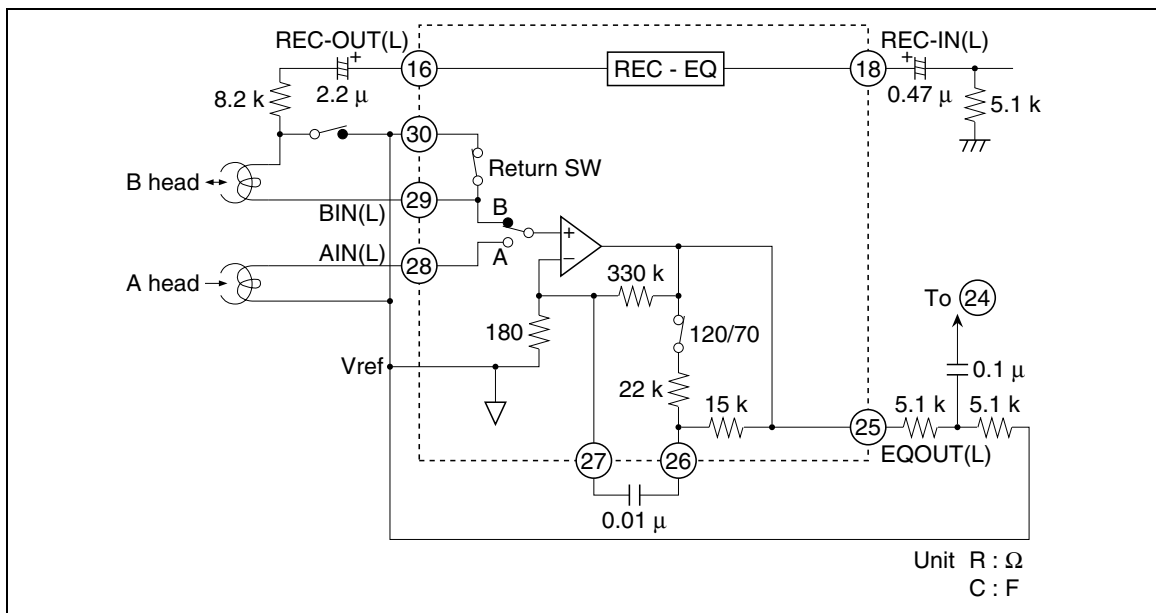 REC-OUT(L)
REC-IN(L)
+
16
REC - EQ
18
+
8.2 k
2.2 μ
0.47 μ
5.1 k
30
Return SW
B head
29
BIN(L)
B
+
AIN(L)
A
−
28
A head
330 k
To 24
180
120/70
Vref
0.1 μ
22 k
15 k
5.1 k
5.1 k
25
EQOUT(L)
27
26
0.01 μ
Unit R : Ω
C : F